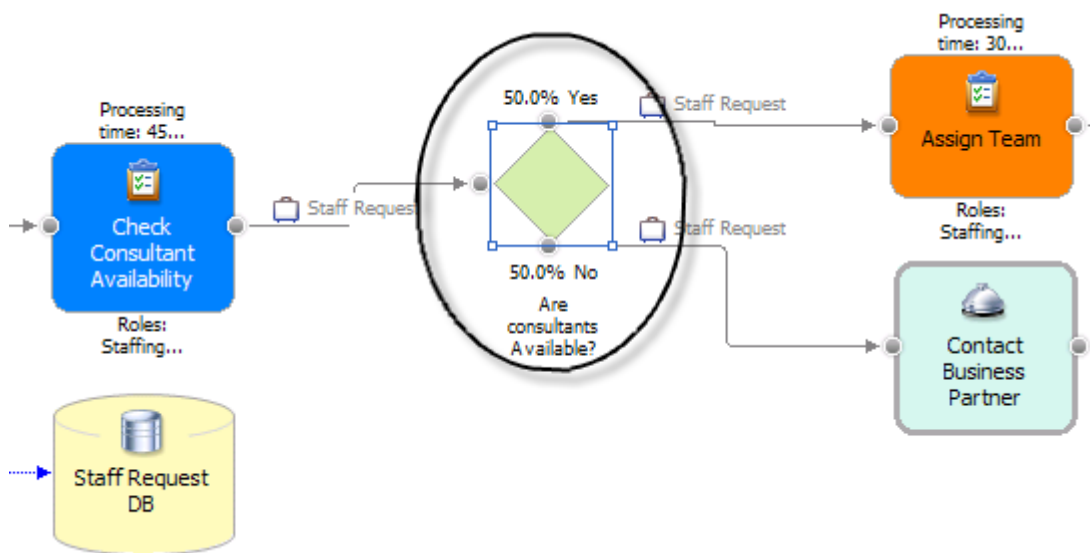 Processing
time: 45...
Check
Consultant
Availability
Roles:
Staffing...
Staff Request
DB
Staff Request
50.0% Yes
50.0% No
Are
consultants
Available?
Staff Request
Staff Request
Processing
time: 30...
Assign Team
Roles:
Staffing...
Contact
Business
Partner